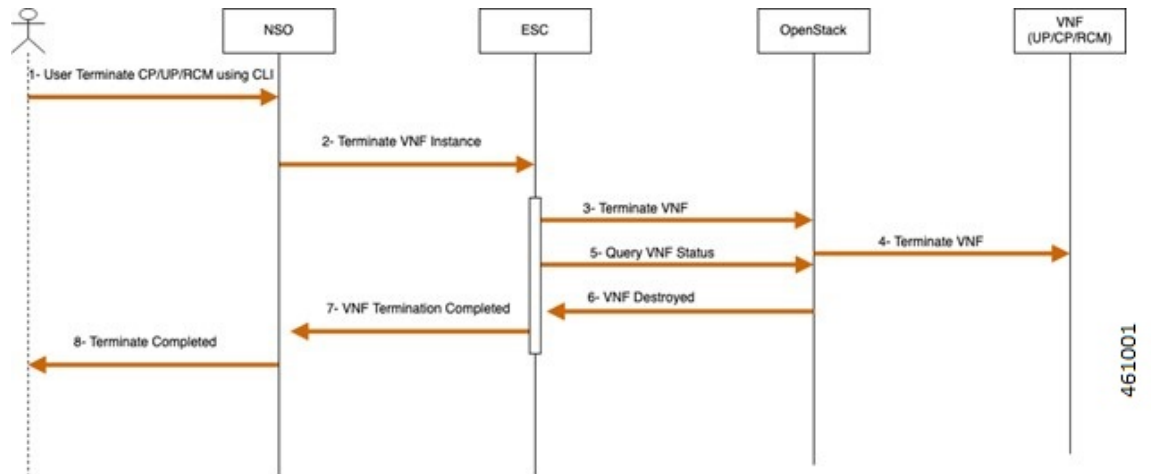 NSO
ESC
OpenStack
VNF
(UP/CP/RCM)
1- User Terminate CP/UP/RCM using CLI
2- Terminate VNF Instance
3- Terminate VNF
4- Terminate VNF
5- Query VNF Status
6- VNF Destroyed
7- VNF Termination Completed
8- Terminate Completed
461001